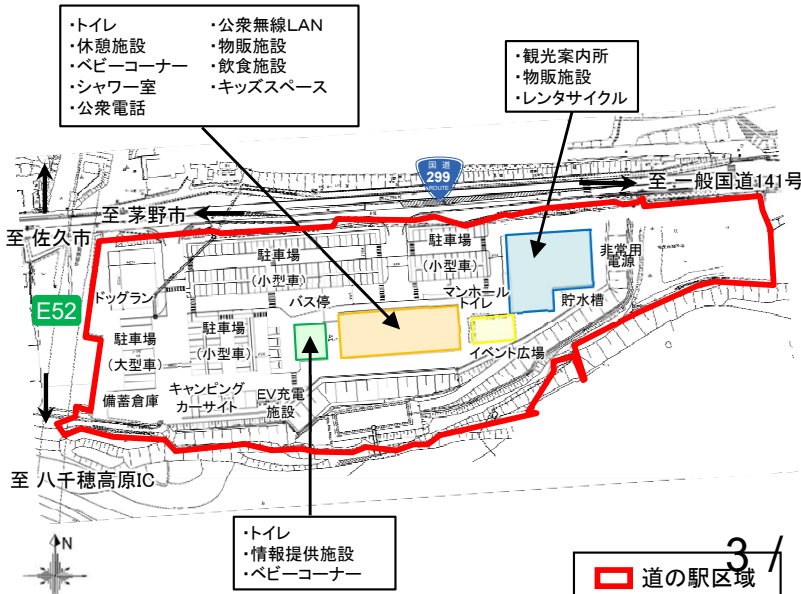 ・トイレ
・休憩施設
・ベビーコーナー
・シャワー室
・公衆電話
・公衆無線LAN
・物販施設
・飲食施設
・キッズスペース
・観光案内所
・物販施設
・レンタサイクル
国道
299
ROUTE
至 一般国道141号
至 茅野市
至 佐久市
E52
駐車場
(小型車)
駐車場
(小型車)
非常用
電源
ドッグラン
バス停
マンホール
トイレ
貯水槽
駐車場
(大型車)
駐車場
(小型車)
イベント広場
備蓄倉庫
キャンピング
カーサイト
EV充電
施設
至 八千穂高原IC
・トイレ
・情報提供施設
・ベビーコーナー
N
3 /
道の駅区域